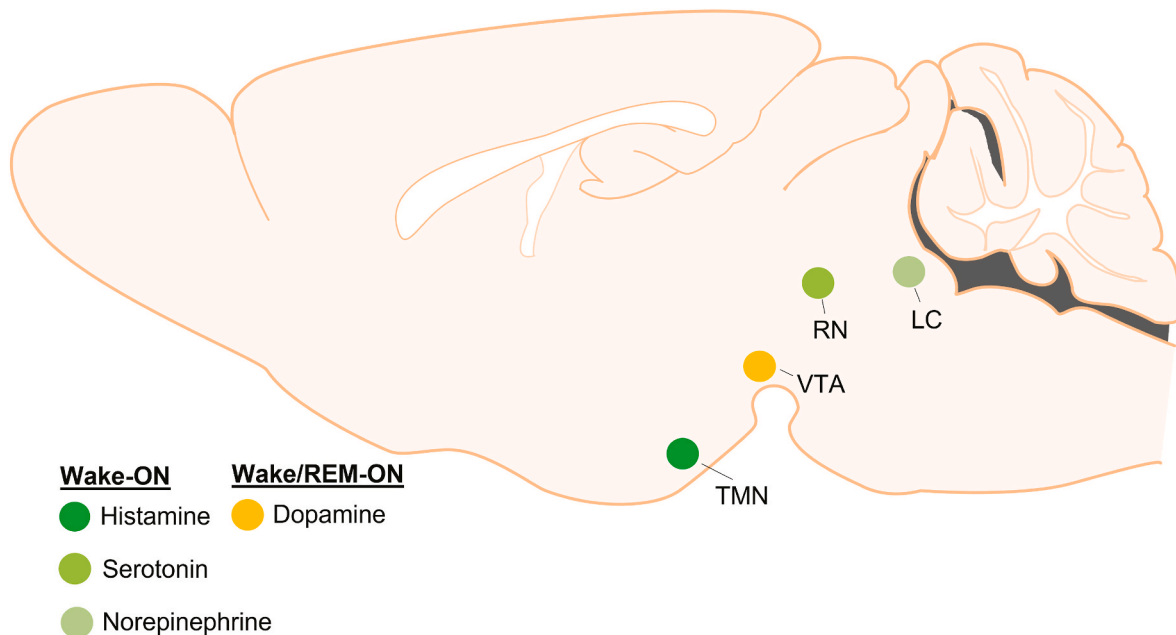 RN
LC
VTA
TMN
Wake-ON Wake/REM-ON
Histamine Dopamine
Serotonin
Norepinephrine